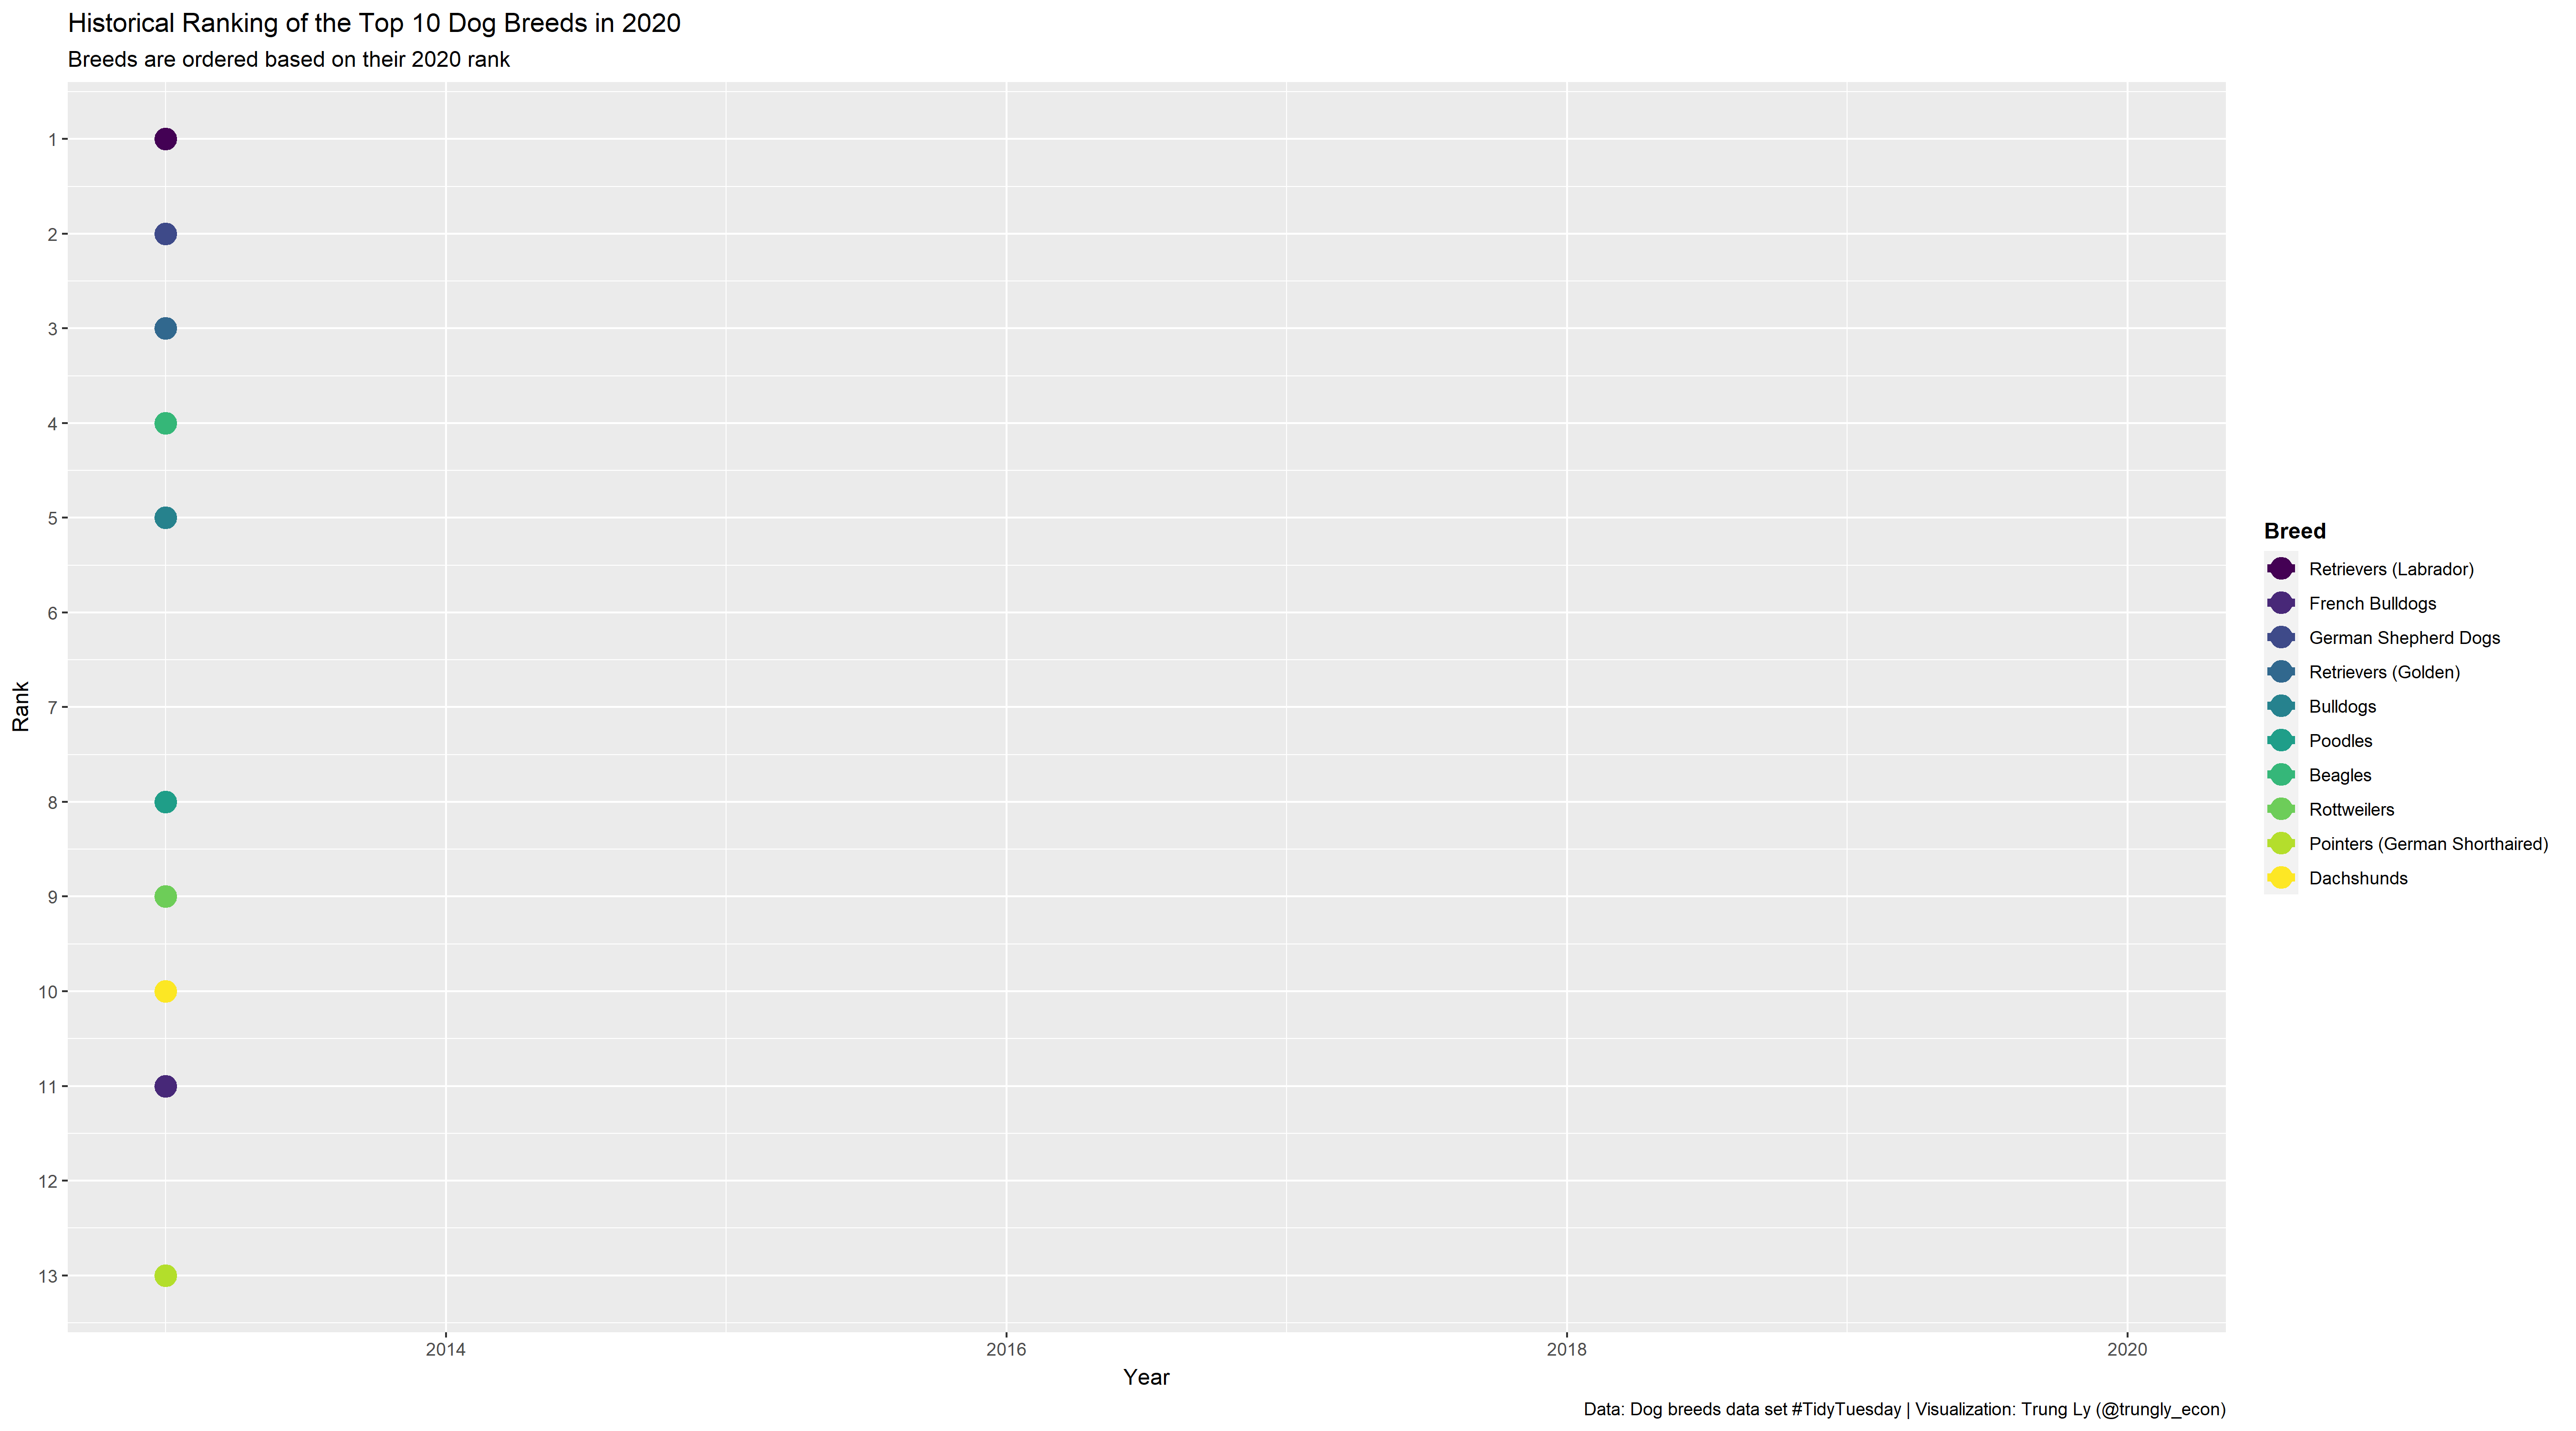 Historical Ranking of the Top 10 Dog Breeds in 2020
Breeds are ordered based on their 2020 rank
1
2
3
4
5
6
7
8
9
10
11
12
13
Rank
2014
2016
2018
2020
Year
Breed
Retrievers (Labrador)
French Bulldogs
German Shepherd Dogs
Retrievers (Golden)
Bulldogs
Poodles
Beagles
Rottweilers
Pointers (German Shorthaired)
Dachshunds
Data: Dog breeds data set #TidyTuesday | Visualization: Trung Ly (@trungly_econ)